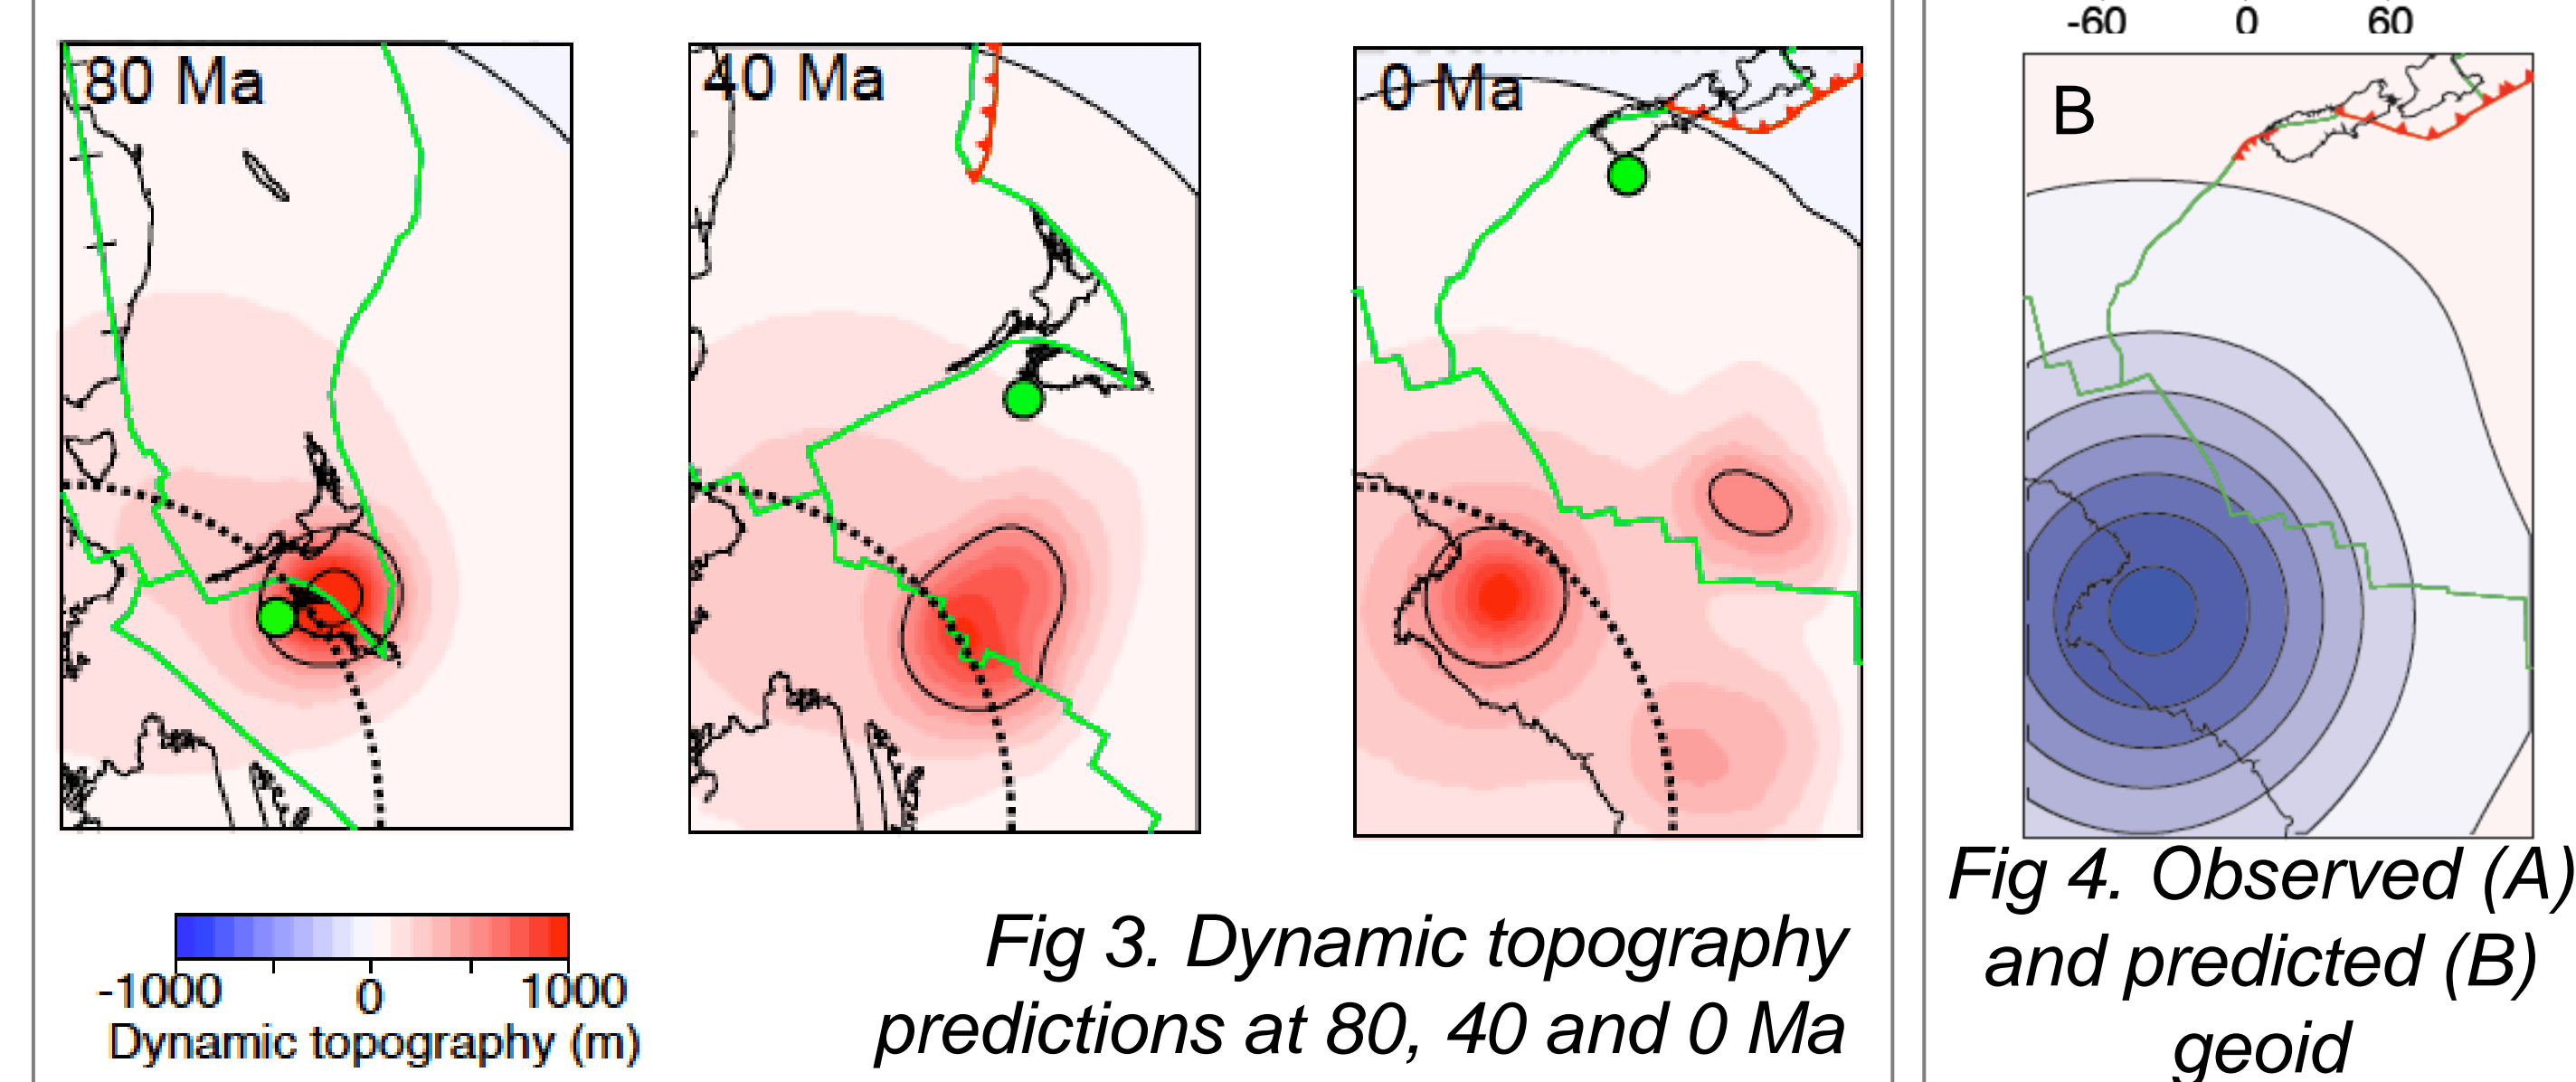 -60 0 60
80 Ma
40 Ma
0 Ma
B
-1000 0 1000
Dynamic topography (m)
Fig 3. Dynamic topography
predictions at 80, 40 and 0 Ma
Fig 4. Observed (A)
and predicted (B)
geoid